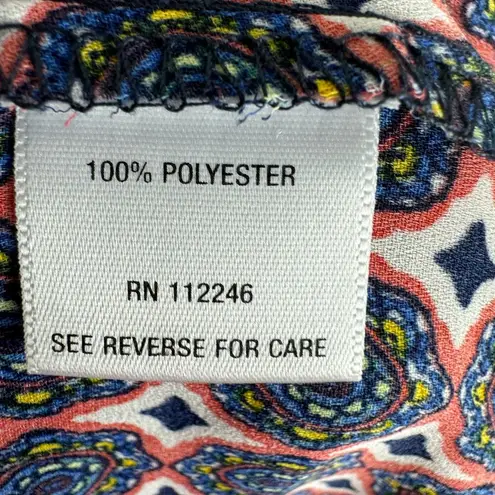 100% POLYESTER
RN 112246
SEE REVERSE FOR CARE